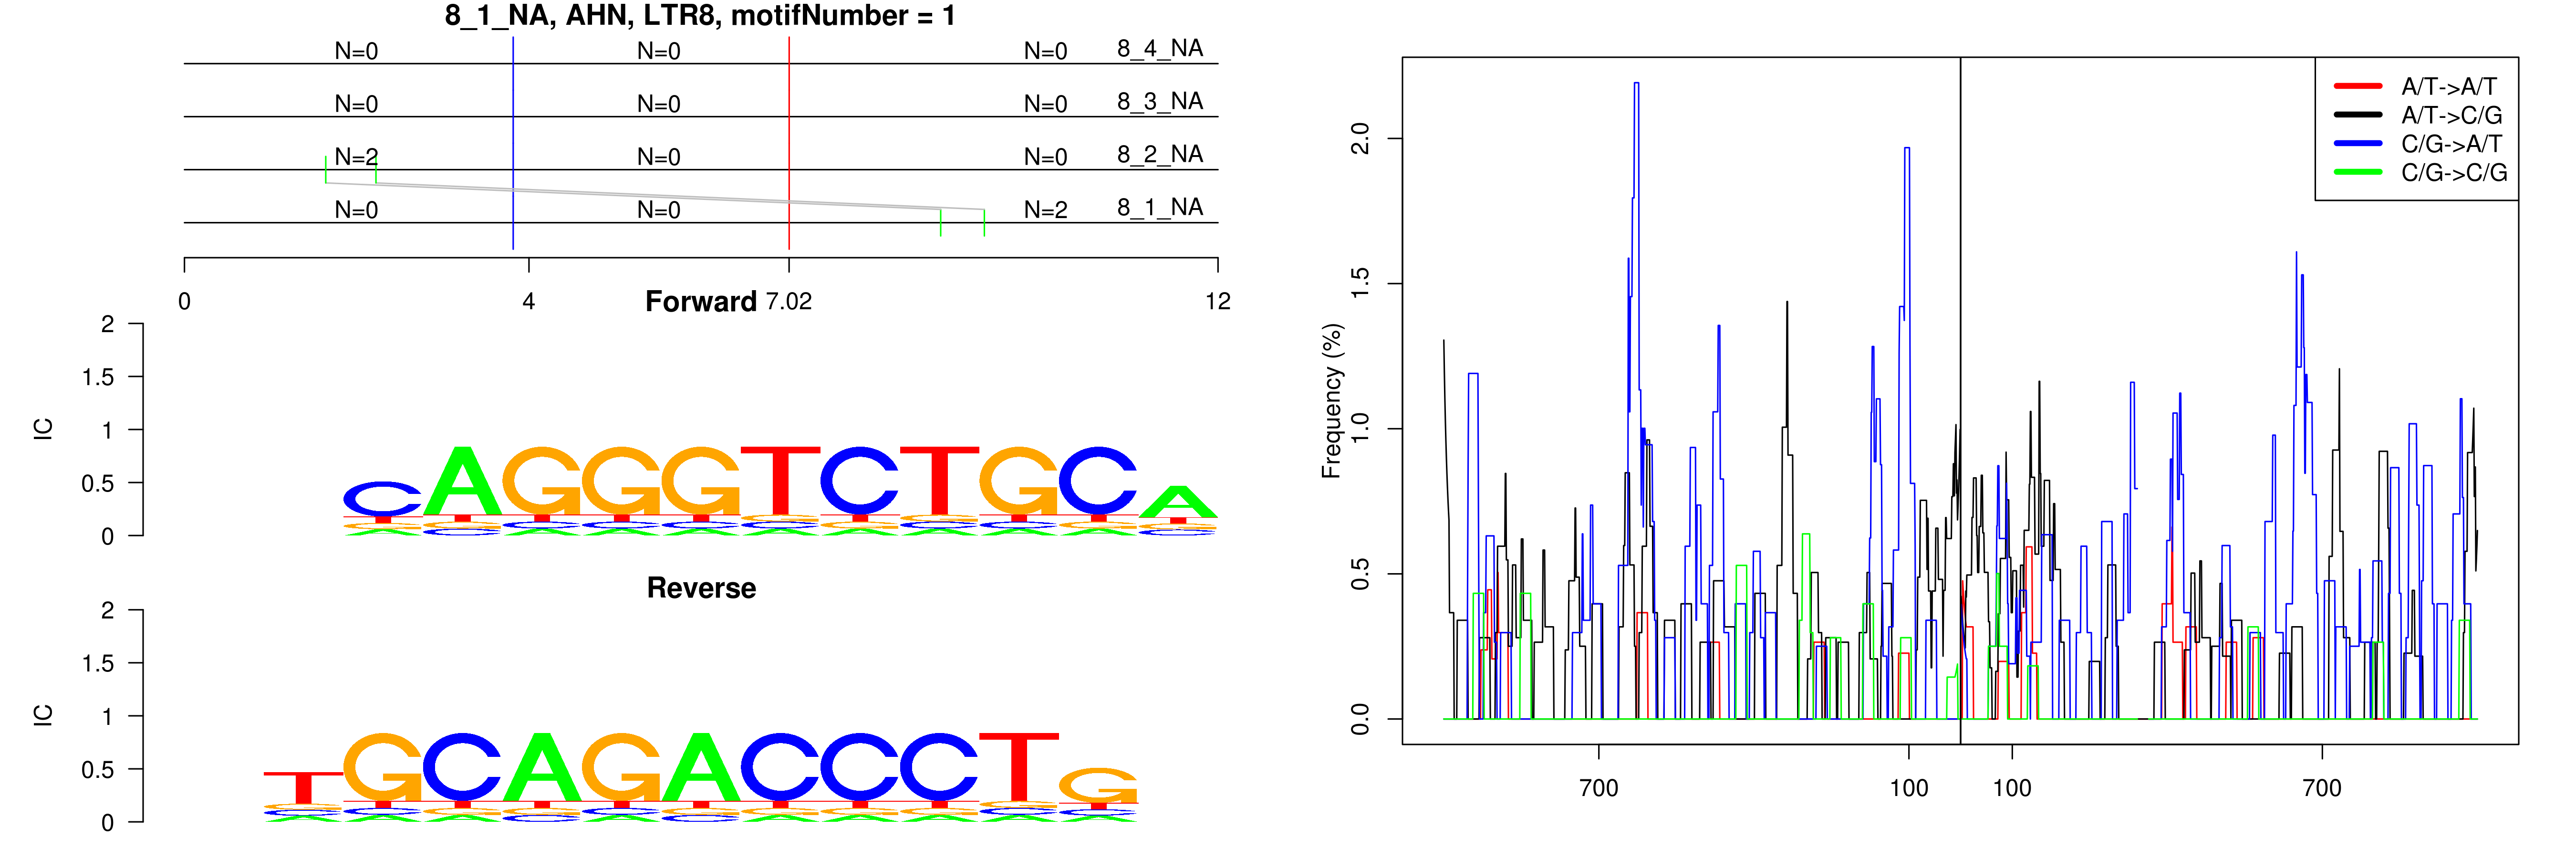 8_1_NA, AHN, LTR8, motifNumber = 1
N=0 N=0 N=0 8_4_NA
N=0 N=0 N=0 8_3_NA
N=2 N=0 N=0 8_2_NA
N=0 N=0 N=2 8_1_NA
0 4 7.02 12
Forward
IC
2
1.5
1
0.5
0
CAGGGTCTGCA
Reverse
IC
2
1.5
1
0.5
0
TGCAGACCCTG
Frequency (%)
2.0
1.5
1.0
0.5
0.0
700 100 100 700
A/T->A/T
A/T->C/G
C/G->A/T
C/G->C/G